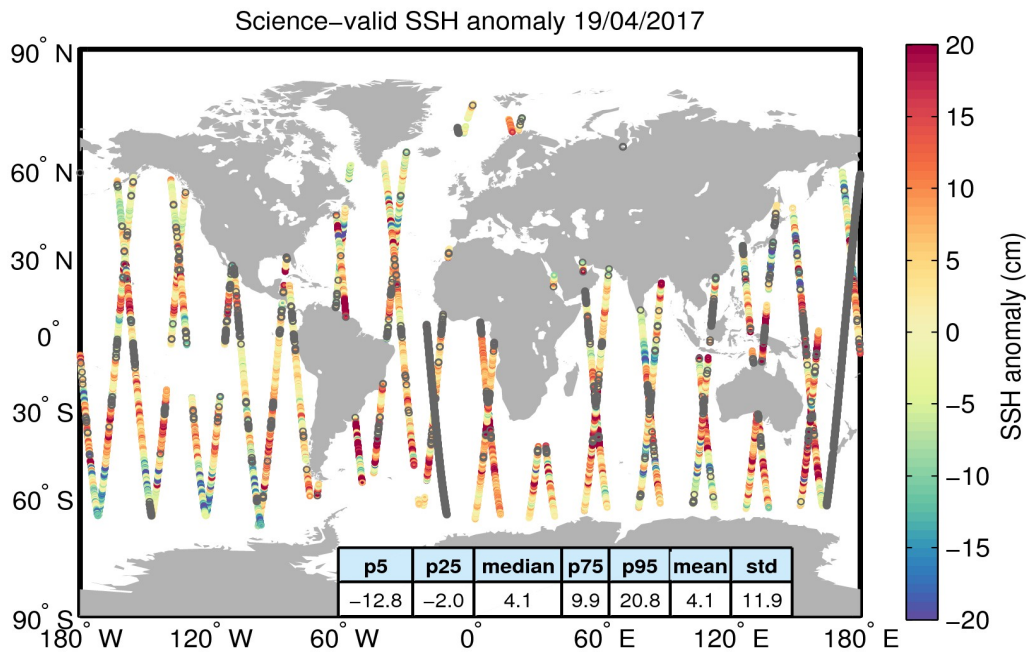 Science−valid SSH anomaly 19/04/2017
90° N
60° N
30° N
0°
30° S
60° S
90° S
180° W
120° W
60° W
0°
60° E
120° E
180° E
p5 p25 median p75 p95 mean std
−12.8 −2.0 4.1 9.9 20.8 4.1 11.9
20
15
10
5
0
−5
−10
−15
−20
SSH anomaly (cm)